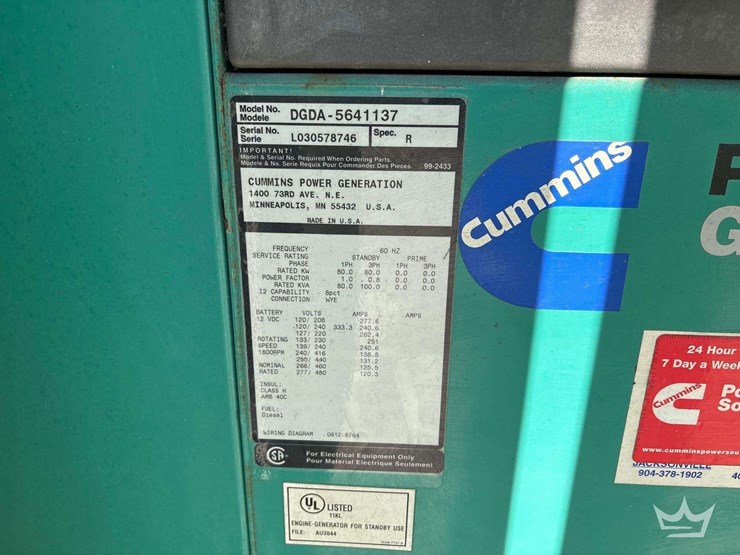 Model No. DGDA-5641137
Modele
Serial No. L030578746 Spec. R
Serie
IMPORTANT!
Model & Serial No. Required When Ordering Parts.
Modele & No. Serie Requis Pour Commander Des Pieces. 99-2433
CUMMINS POWER GENERATION
1400 73RD AVE. N.E.
MINNEAPOLIS, MN 55432 U.S.A.
MADE IN U.S.A.
FREQUENCY 60 HZ
SERVICE RATING STANDBY PRIME
PHASE 1PH 3PH 1PH 3PH
RATED KW 80.0 80.0 0.0 0.0
POWER FACTOR 1.0 0.8 0.0 0.0
RATED KVA 80.0 100.0 0.0 0.0
I2 CAPABILITY 8pct
CONNECTION WYE
BATTERY VOLTS AMPS AMPS
12 VDC 120/ 208 277.6
120/ 240 333.3 240.6
127/ 220 262.4
ROTATING 133/ 230 251
SPEED 139/ 240 240.6
1800RPM 240/ 416 138.8
255/ 440 131.2
NOMINAL 266/ 460 125.5
RATED 277/ 480 120.3
INSUL:
CLASS H
AMB 40C
FUEL:
Diesel
WIRING DIAGRAM 0612-6764
SA
For Electrical Equipment Only
Pour Material Electrique Seulement
UL LISTED
11KL
ENGINE-GENERATOR FOR STANDBY USE
FILE: AU3044
Cummins
24 Hour
7 Day a Week
Cummins
www.cumminspowersou
JACKSONVILLE
904-378-1902